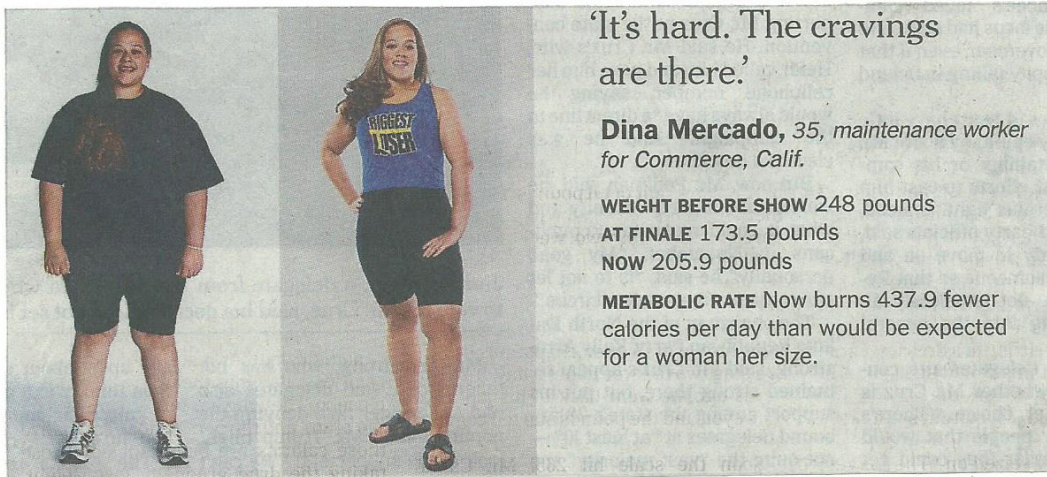 'It's hard. The cravings
are there.'
Dina Mercado, 35, maintenance worker
for Commerce, Calif.
WEIGHT BEFORE SHOW 248 pounds
AT FINALE 173.5 pounds
NOW 205.9 pounds
METABOLIC RATE Now burns 437.9 fewer
calories per day than would be expected
for a woman her size.
BIGGEST
LOSER